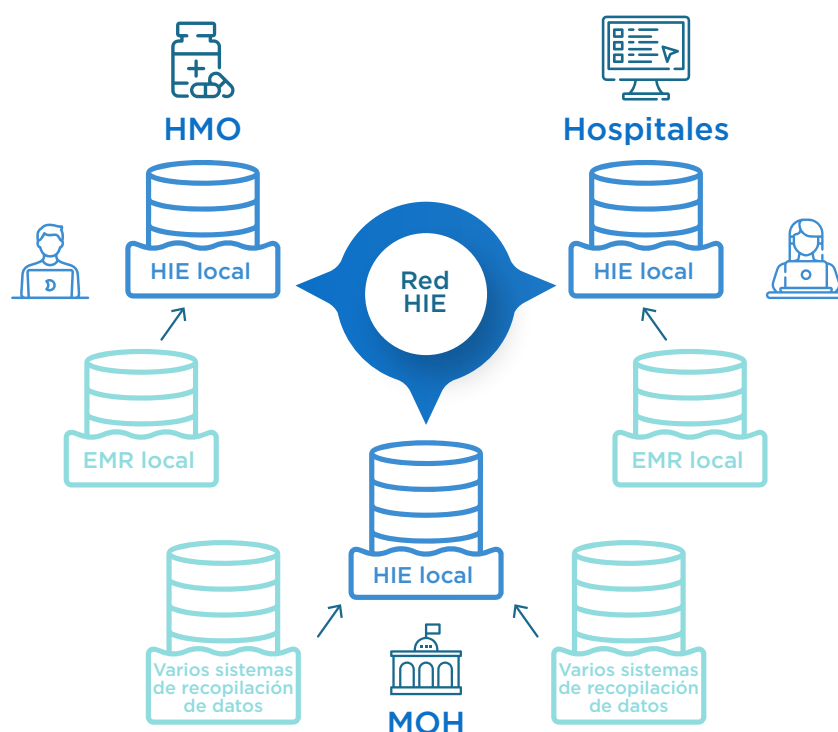 HMO
Hospitales
HIE local
Red
HIE
HIE local
EMR local
EMR local
HIE local
Varios sistemas
de recopilación
de datos
Varios sistemas
de recopilación
de datos
MOH